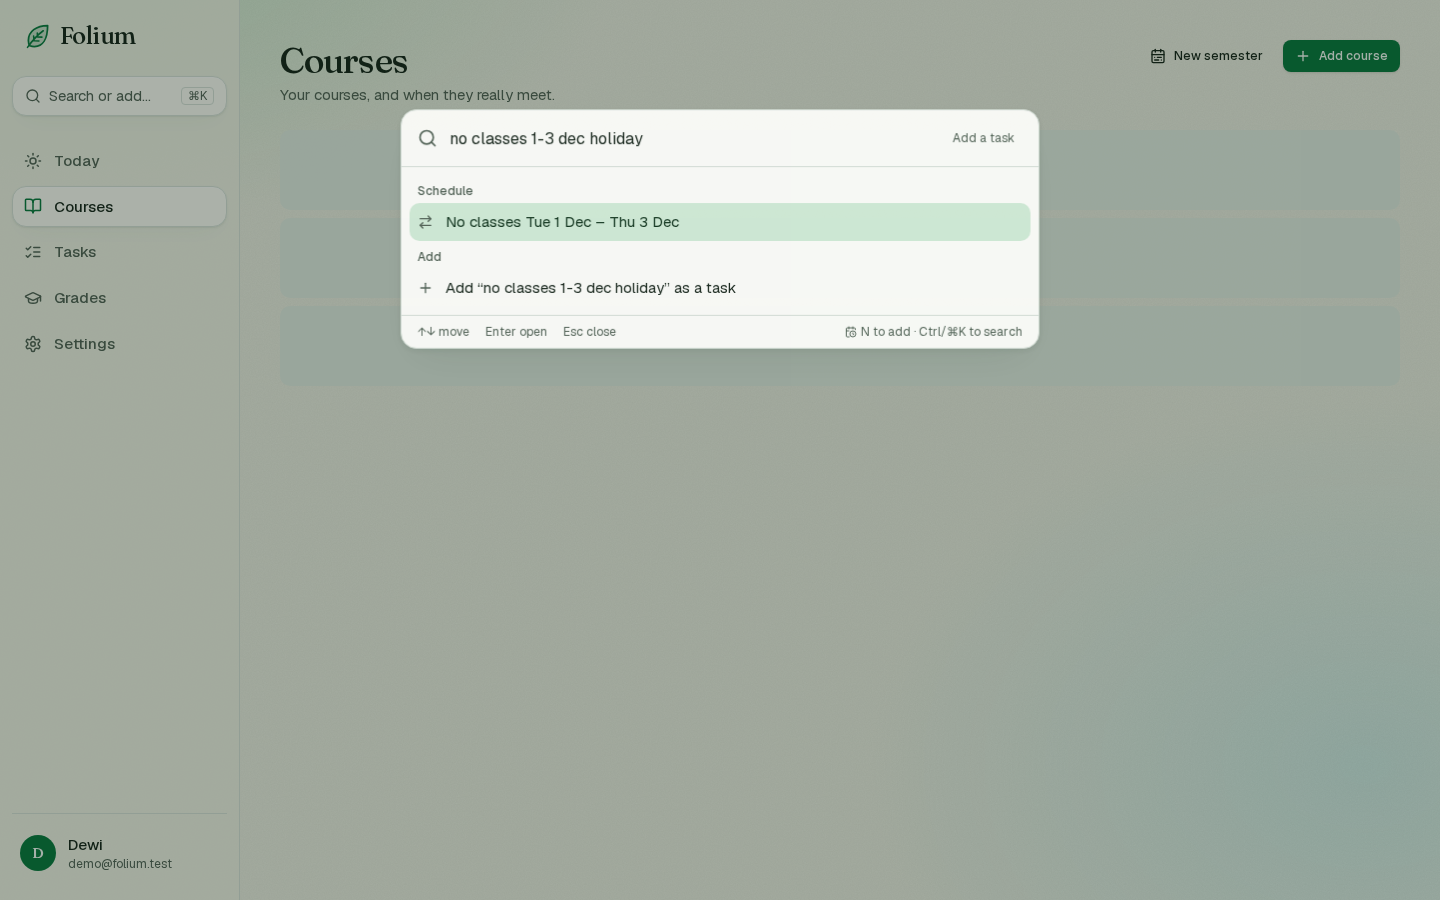 Folium
Search or add...
⌘K
Today
Courses
Tasks
Grades
Settings
Dewi
D
demo@folium.test
Courses
Your courses, and when they really meet.
New semester
Add course
no classes 1-3 dec holiday
Add a task
Schedule
No classes Tue 1 Dec – Thu 3 Dec
Add
Add “no classes 1-3 dec holiday” as a task
↑↓ move
Enter open
Esc close
N to add · Ctrl/⌘K to search